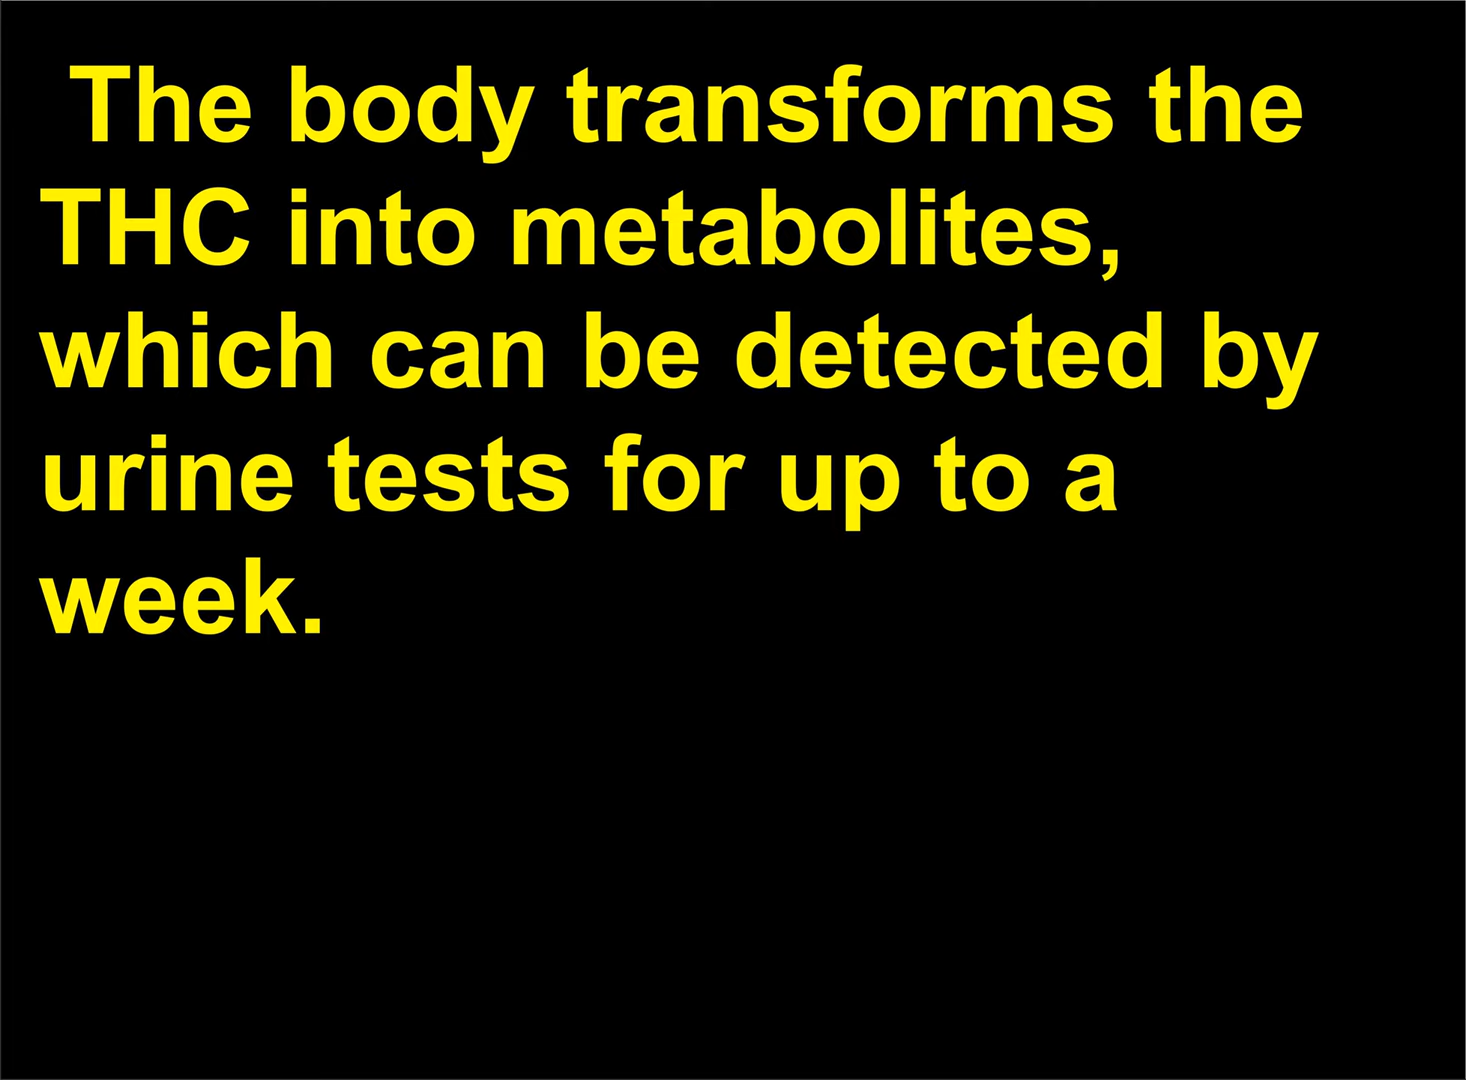 The body transforms the
THC into metabolites,
which can be detected by
urine tests for up to a
week.